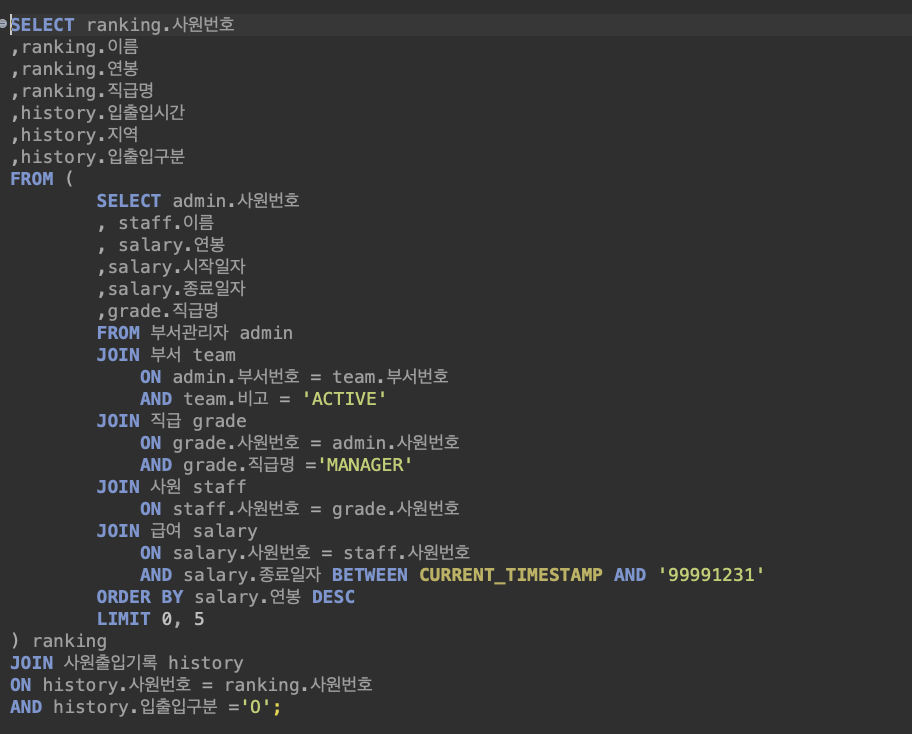 SELECT ranking.사원번호
,ranking.이름
,ranking.연봉
,ranking.직급명
,history.입출입시간
,history.지역
,history.입출입구분
FROM (
SELECT admin.사원번호
, staff.이름
, salary.연봉
,salary.시작일자
,salary.종료일자
,grade.직급명
FROM 부서관리자 admin
JOIN 부서 team
ON admin.부서번호 = team.부서번호
AND team.비고 = 'ACTIVE'
JOIN 직급 grade
ON grade.사원번호 = admin.사원번호
AND grade.직급명 ='MANAGER'
JOIN 사원 staff
ON staff.사원번호 = grade.사원번호
JOIN 급여 salary
ON salary.사원번호 = staff.사원번호
AND salary.종료일자 BETWEEN CURRENT_TIMESTAMP AND '99991231'
ORDER BY salary.연봉 DESC
LIMIT 0, 5
) ranking
JOIN 사원출입기록 history
ON history.사원번호 = ranking.사원번호
AND history.입출입구분 ='O';